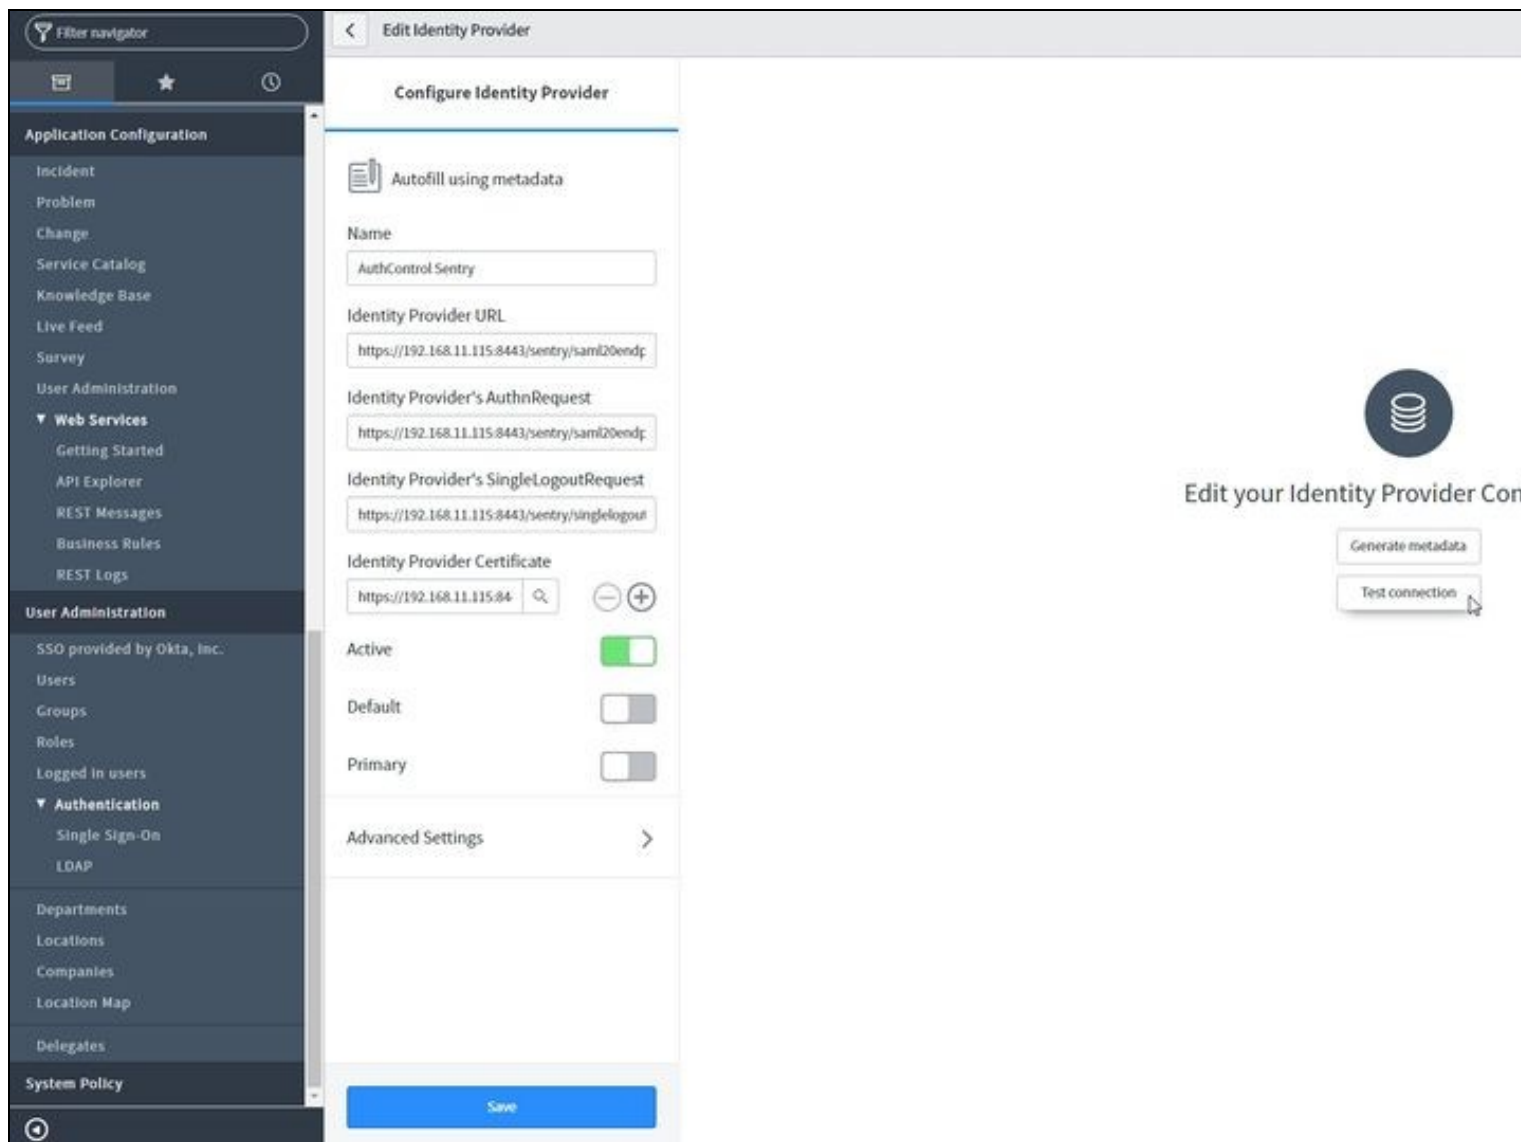 Filter navigator
Application Configuration
Incident
Problem
Change
Service Catalog
Knowledge Base
Live Feed
Survey
User Administration
Web Services
Getting Started
API Explorer
REST Messages
Business Rules
REST Logs
User Administration
SSO provided by Okta, Inc.
Users
Groups
Roles
Logged in users
Authentication
Single Sign-On
LDAP
Departments
Locations
Companies
Location Map
Delegates
System Policy
Edit Identity Provider
Configure Identity Provider
Autofill using metadata
Name
AuthControl Sentry
Identity Provider URL
https://192.168.11.115:8443/sentry/saml20endp
Identity Provider's AuthnRequest
https://192.168.11.115:8443/sentry/saml20endp
Identity Provider's SingleLogoutRequest
https://192.168.11.115:8443/sentry/singlelogout
Identity Provider Certificate
https://192.168.11.115:84
Active
Default
Primary
Advanced Settings
Save
Edit your Identity Provider Con
Generate metadata
Test connection